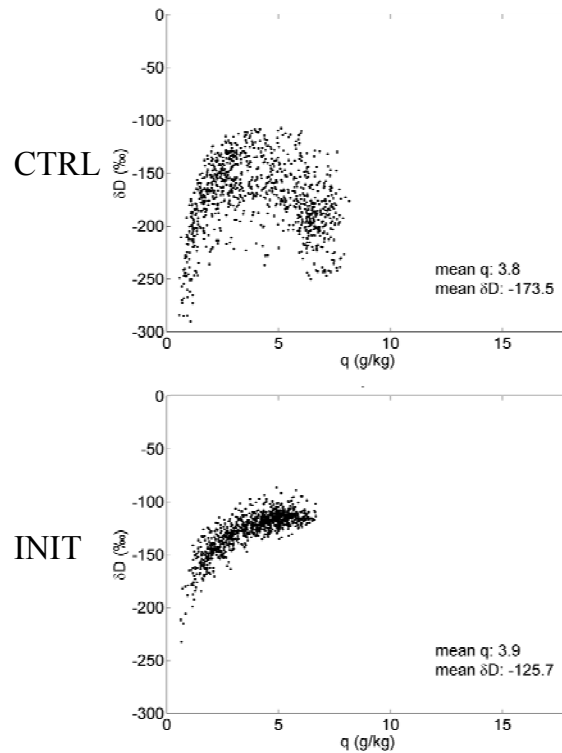 0
-50
-100
CTRL
-150
δD (‰)
-200
-250
mean q: 3.8
mean δD: -173.5
-300
0 5 10 15
q (g/kg)
0
-50
-100
INIT
-150
δD (‰)
-200
-250
mean q: 3.9
mean δD: -125.7
-300
0 5 10 15
q (g/kg)